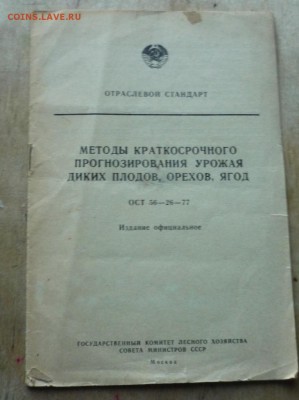 COINS.LAVE.RU
ОТРАСЛЕВОЙ СТАНДАРТ
МЕТОДЫ КРАТКОСРОЧНОГО
ПРОГНОЗИРОВАНИЯ УРОЖАЯ
ДИКИХ ПЛОДОВ, ОРЕХОВ, ЯГОД
ОСТ 56—26—77
Издание официальное
ГОСУДАРСТВЕННЫЙ КОМИТЕТ ЛЕСНОГО ХОЗЯЙСТВА
СОВЕТА МИНИСТРОВ СССР
Москва